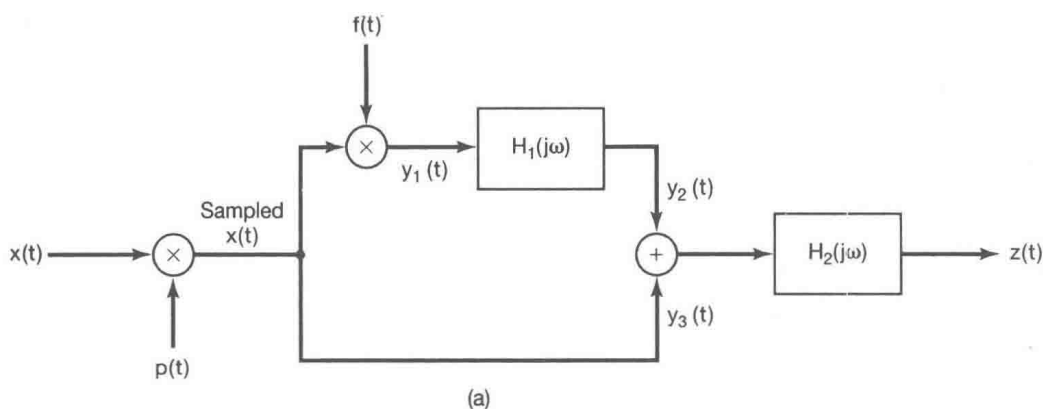 f(t)
×
H₁(jω)
y₁(t)
y₂(t)
Sampled
x(t)
x(t)
×
+
H₂(jω)
z(t)
y₃(t)
p(t)
(a)